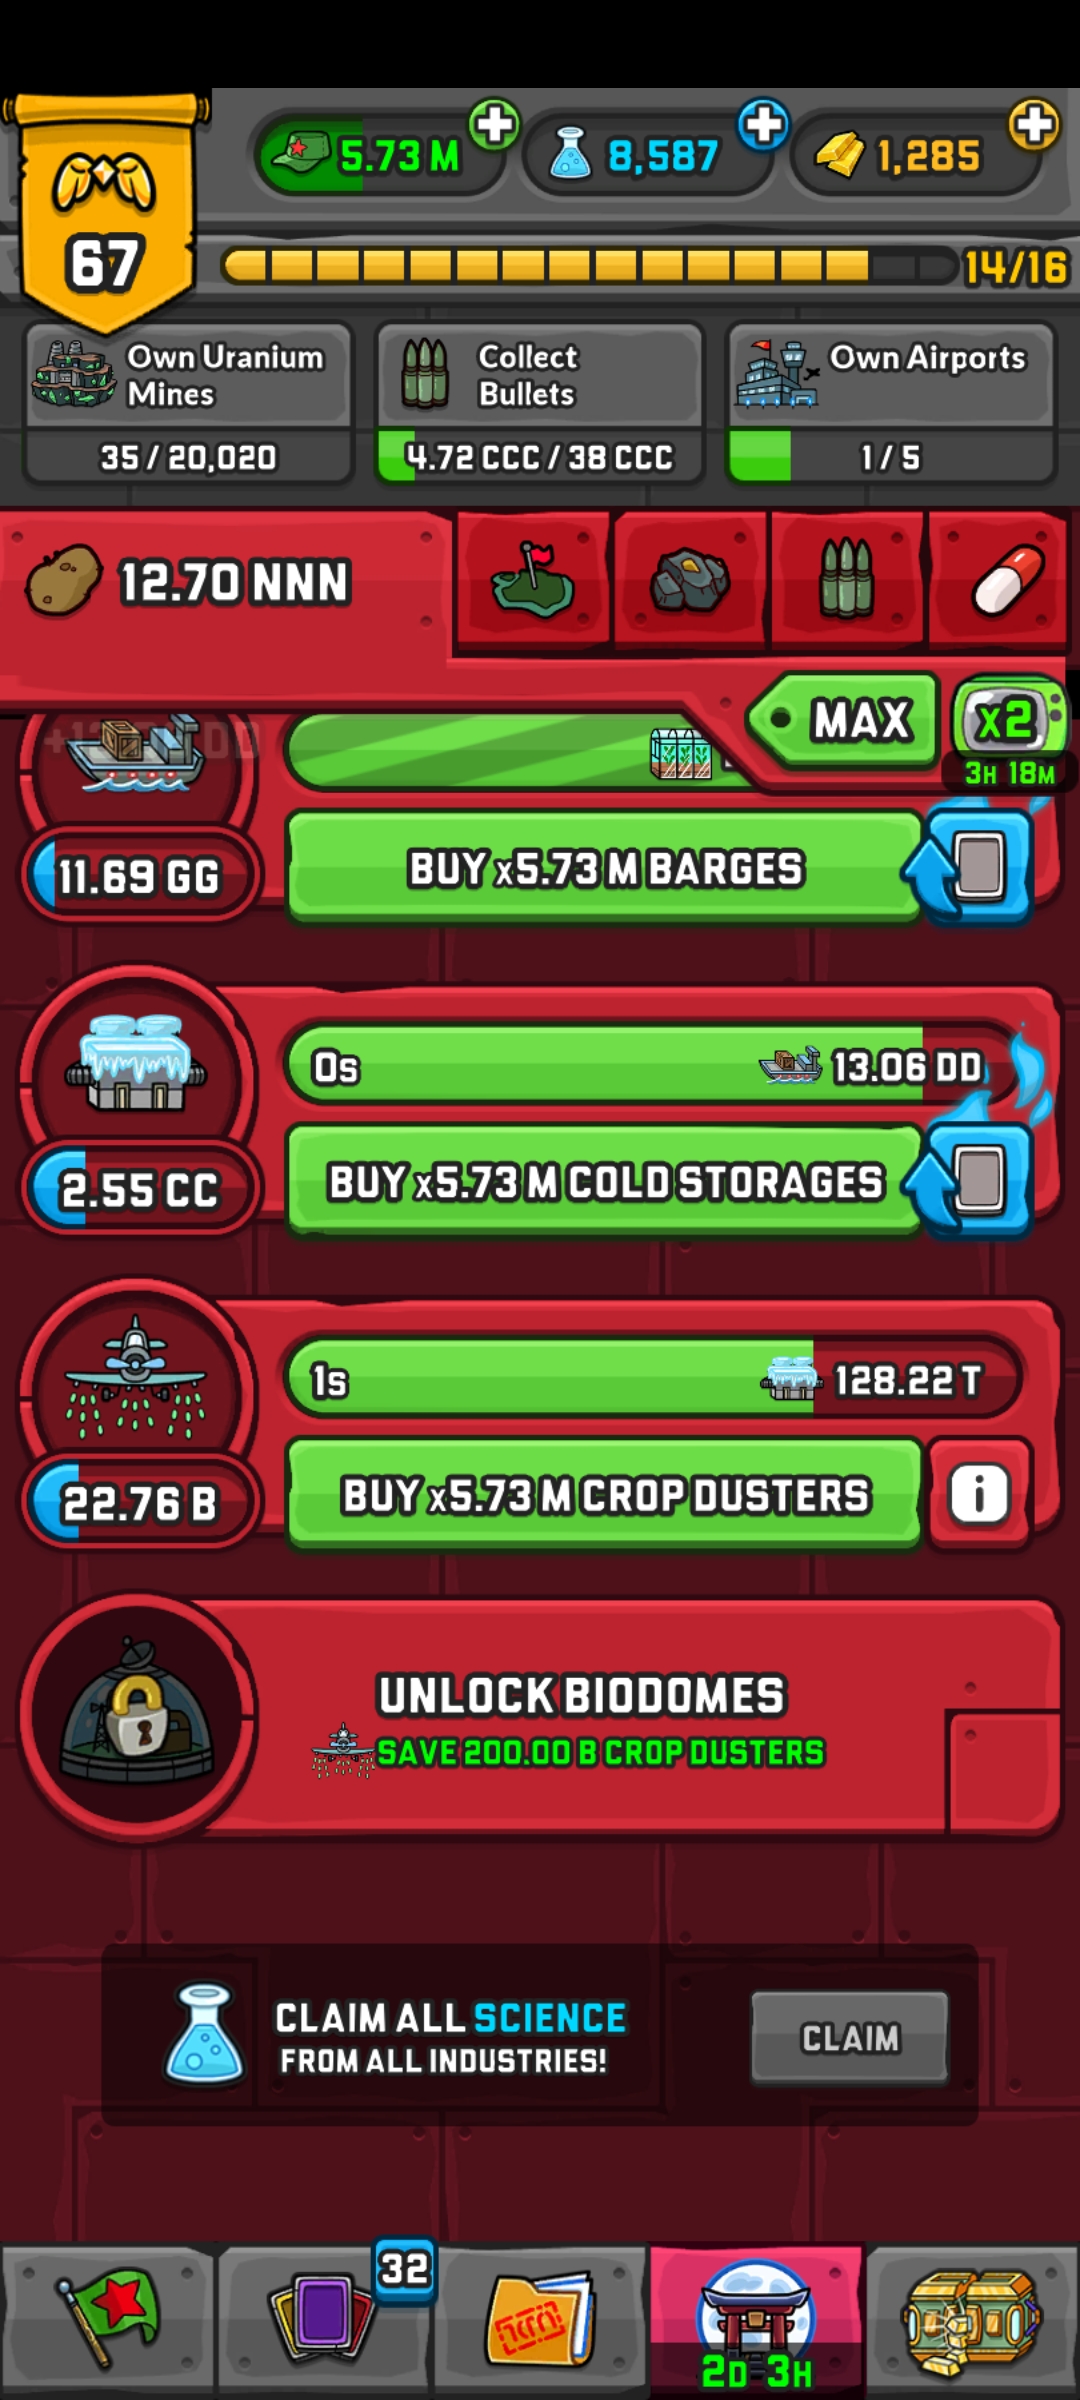 5.73 M
8,587
1,285
67
14/16
Own Uranium
Mines
35 / 20,020
Collect
Bullets
4.72 CCC / 38 CCC
Own Airports
1 / 5
12.70 NNN
MAX
X2
3H 18M
11.69 GG
BUY x5.73 M BARGES
0s
13.06 DD
2.55 CC
BUY x5.73 M COLD STORAGES
1s
128.22 T
22.76 B
BUY x5.73 M CROP DUSTERS
i
UNLOCK BIODOMES
SAVE 200.00 B CROP DUSTERS
CLAIM ALL SCIENCE
FROM ALL INDUSTRIES!
CLAIM
32
2D 3H